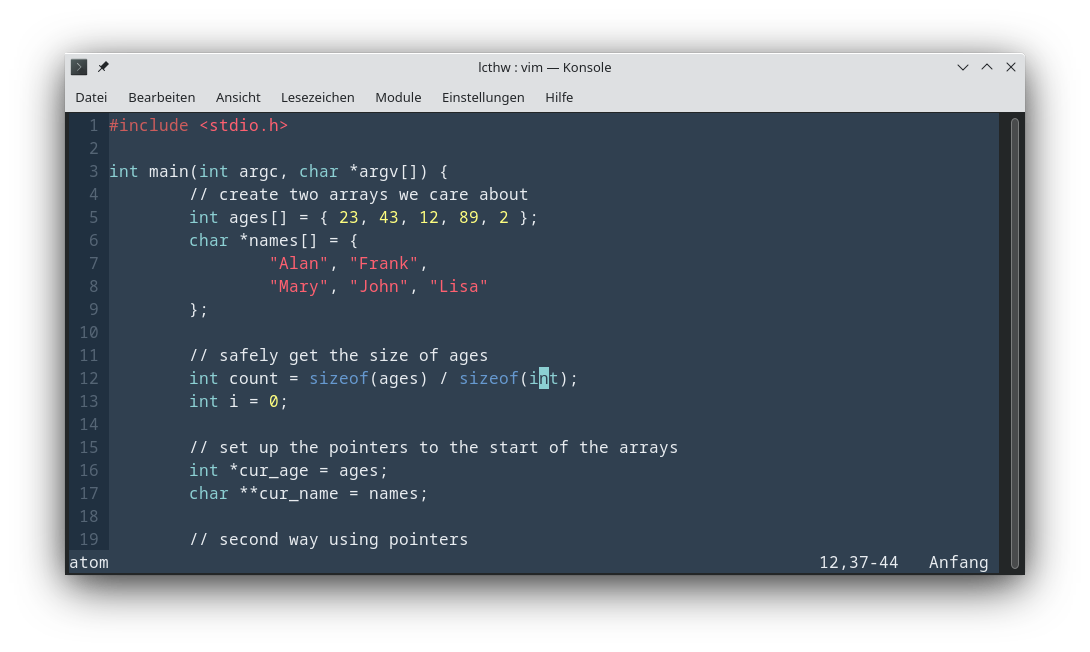 lcthw : vim — Konsole
Datei Bearbeiten Ansicht Lesezeichen Module Einstellungen Hilfe
1 #include <stdio.h>
2
3 int main(int argc, char *argv[]) {
4         // create two arrays we care about
5         int ages[] = { 23, 43, 12, 89, 2 };
6         char *names[] = {
7                 "Alan", "Frank",
8                 "Mary", "John", "Lisa"
9         };
10
11         // safely get the size of ages
12         int count = sizeof(ages) / sizeof(int);
13         int i = 0;
14
15         // set up the pointers to the start of the arrays
16         int *cur_age = ages;
17         char **cur_name = names;
18
19         // second way using pointers
atom 12,37-44 Anfang